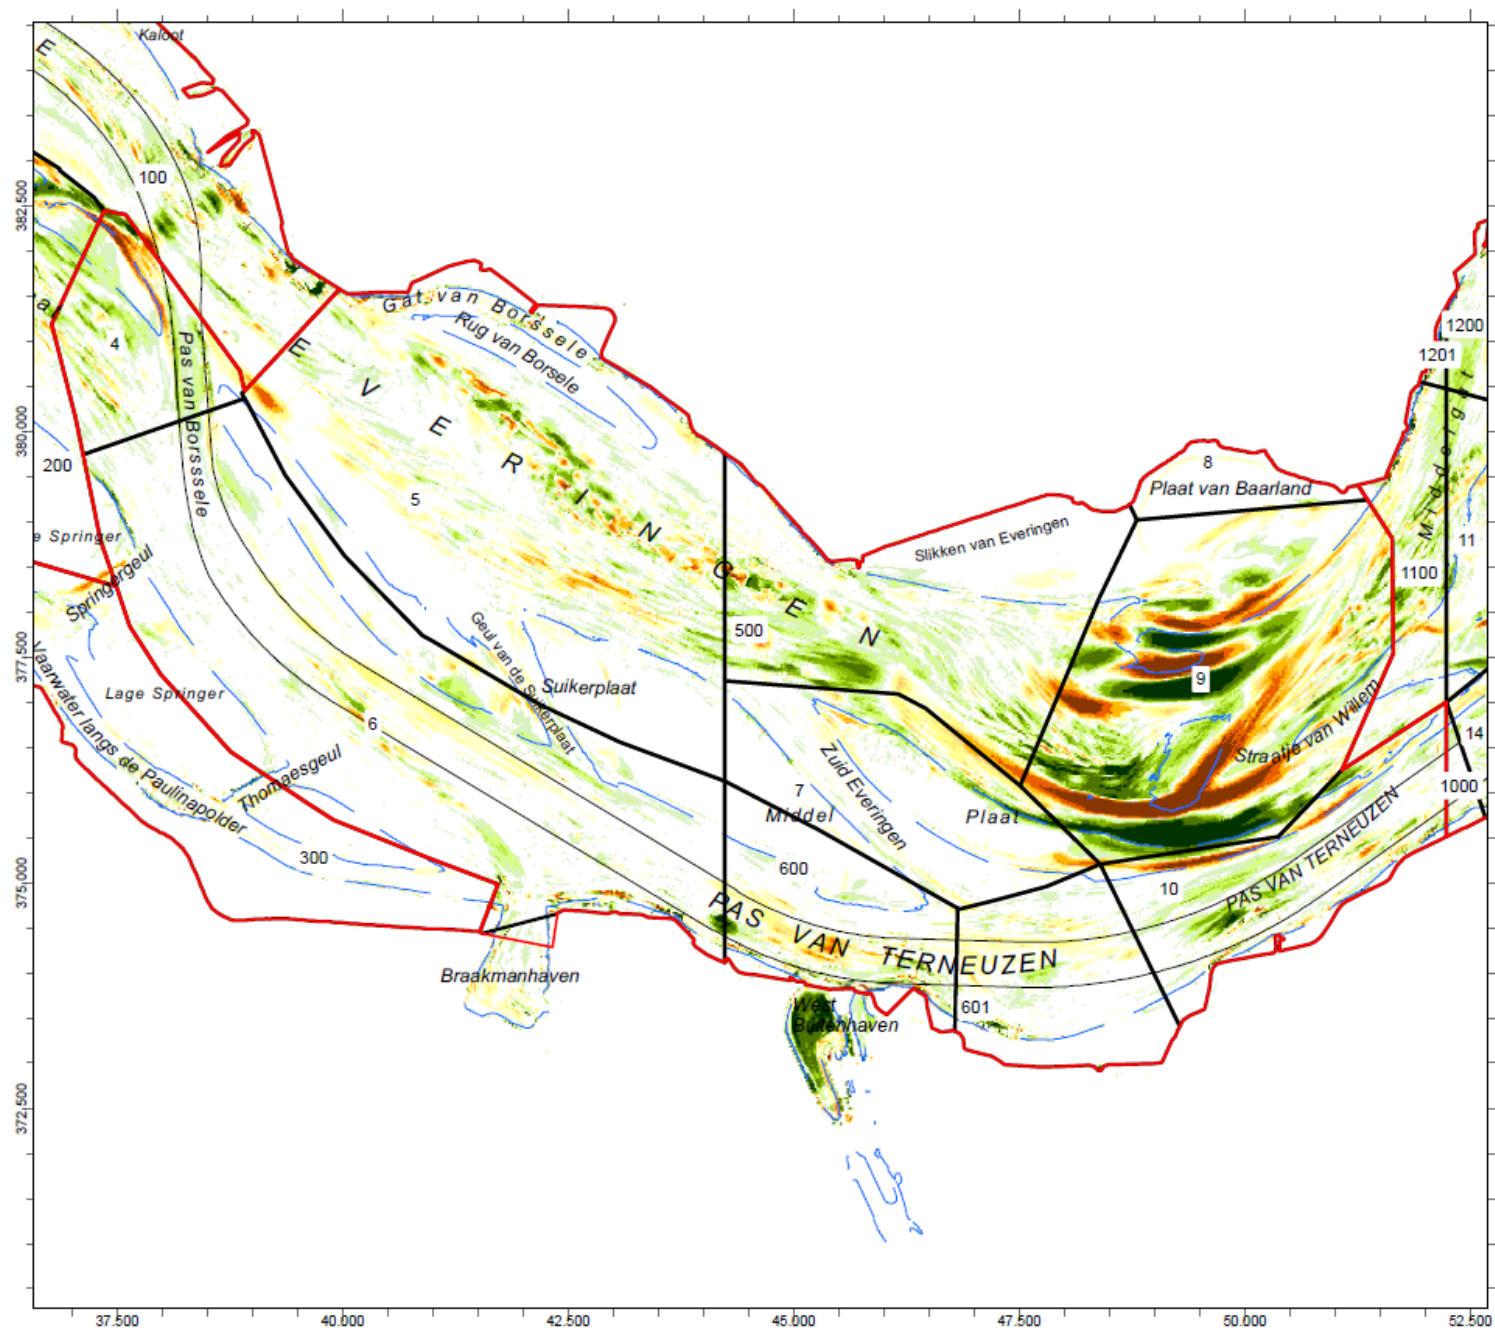 Kaloot
E
100
382.500
4
Pas van Borssele
Gat van Borssele
Rug van Borsele
EVERINGEN
1200
1201
Middelgat
380.000
200
5
8
Plaat van Baarland
Slikken van Everingen
11
1100
e Springer
Springergeul
500
Geul van de Suikerplaat
Suikerplaat
377.500
9
Lage Springer
6
Straatje van Willem
14
Vaarwater langs de Paulinapolder
Thomaesgeul
7
Zuid Everingen
Middel
Plaat
1000
300
600
10
375.000
PAS VAN TERNEUZEN
PAS VAN TERNEUZEN
Braakmanhaven
West
Buitenhaven
601
372.500
37.500
40.000
42.500
45.000
47.500
50.000
52.500